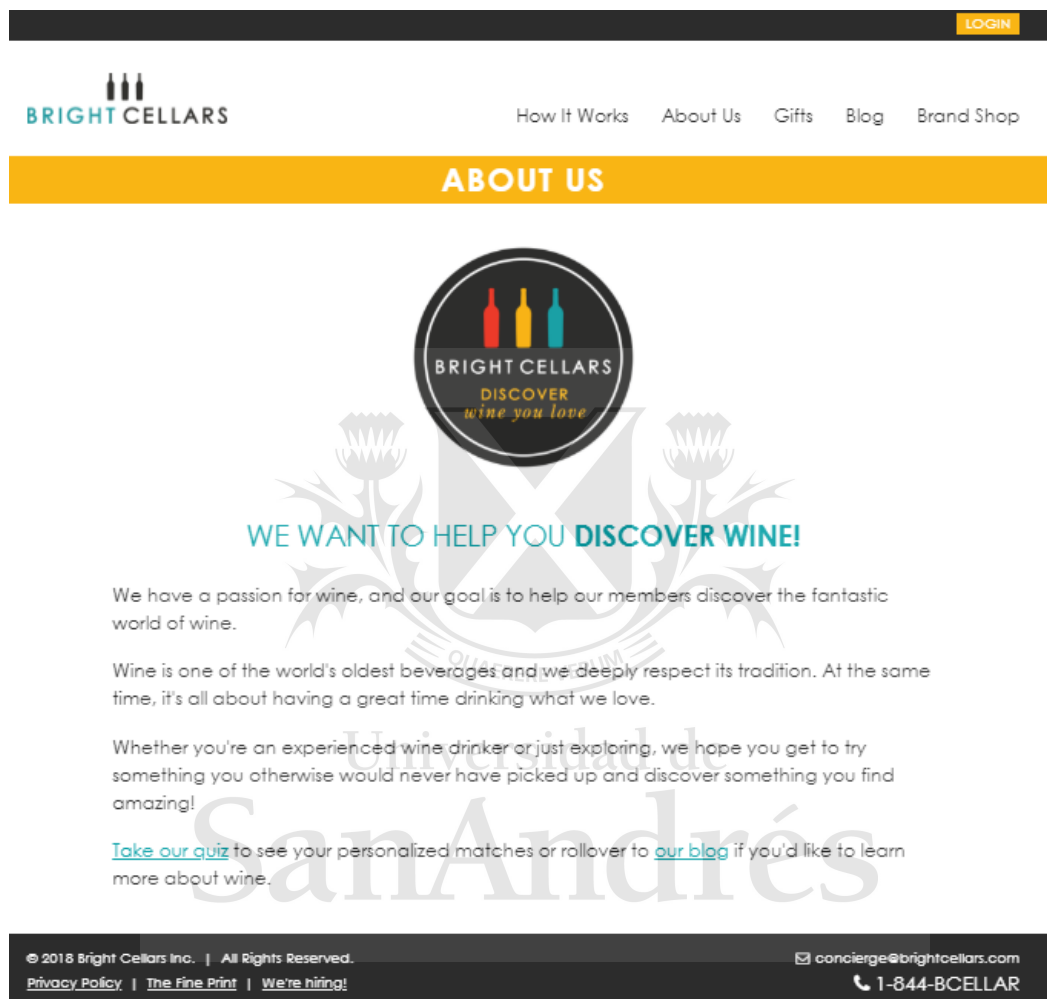 LOGIN
BRIGHT CELLARS
How It Works About Us Gifts Blog Brand Shop
ABOUT US
BRIGHT CELLARS
DISCOVER
wine you love
WE WANT TO HELP YOU DISCOVER WINE!
We have a passion for wine, and our goal is to help our members discover the fantastic
world of wine.
QUAERERE VERUM
Wine is one of the world's oldest beverages and we deeply respect its tradition. At the same
time, it's all about having a great time drinking what we love.
Universidad de
Whether you're an experienced wine drinker or just exploring, we hope you get to try
something you otherwise would never have picked up and discover something you find
amazing!
SanAndrés
Take our quiz to see your personalized matches or rollover to our blog if you'd like to learn
more about wine.
© 2018 Bright Cellars Inc. | All Rights Reserved.
concierge@brightcellars.com
Privacy Policy | The Fine Print | We're hiring!
1-844-BCELLAR